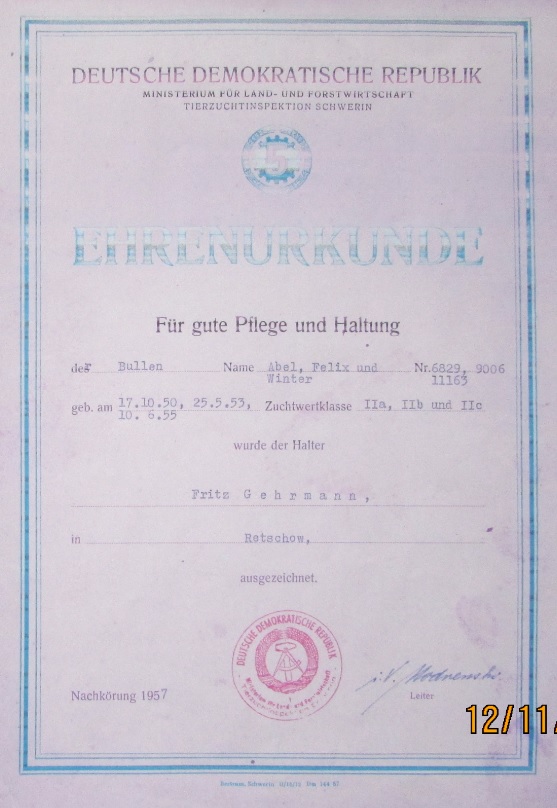 DEUTSCHE DEMOKRATISCHE REPUBLIK
MINISTERIUM FÜR LAND- UND FORSTWIRTSCHAFT
TIERZUCHTINSPEKTION SCHWERIN
EHRENURKUNDE
Für gute Pflege und Haltung
der Bullen Name Abel, Felix und Nr. 6829, 9006
Winter 11163
geb. am 17.10.50, 25.5.53, Zuchtwertklasse IIa, IIb und IIc
10. 6.55
wurde der Halter
Fritz Gehrmann,
in Retschow,
ausgezeichnet.
DEUTSCHE DEMOKRATISCHE REPUBLIK
Nachkörung 1957
i.V.
Leiter
12/11/